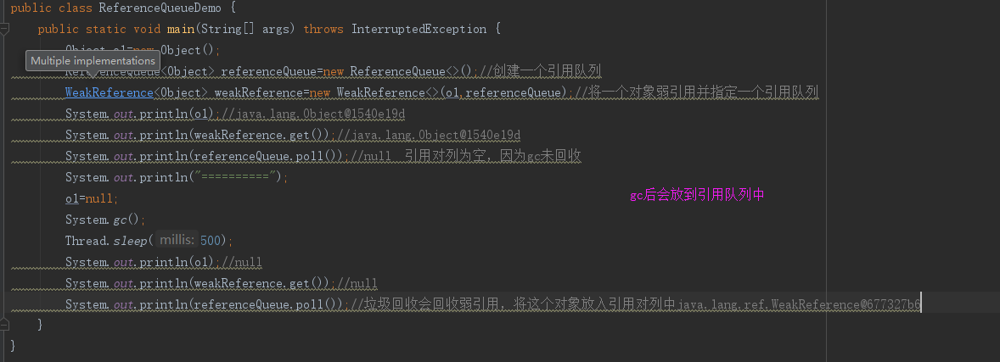 public class ReferenceQueueDemo {
public static void main(String[] args) throws InterruptedException {
Object o1=new Object();
Multiple implementations
ReferenceQueue<Object> referenceQueue=new ReferenceQueue<>();//创建一个引用队列
WeakReference<Object> weakReference=new WeakReference<>(o1,referenceQueue);//将一个对象弱引用并指定一个引用队列
System.out.println(o1);//java.lang.Object@1540e19d
System.out.println(weakReference.get());//java.lang.Object@1540e19d
System.out.println(referenceQueue.poll());//null 引用对列为空，因为gc未回收
System.out.println("==========");
o1=null;
gc后会放到引用队列中
System.gc();
Thread.sleep( millis: 500);
System.out.println(o1);//null
System.out.println(weakReference.get());//null
System.out.println(referenceQueue.poll());//垃圾回收会回收弱引用，将这个对象放入引用对列中java.lang.ref.WeakReference@677327b6
}
}